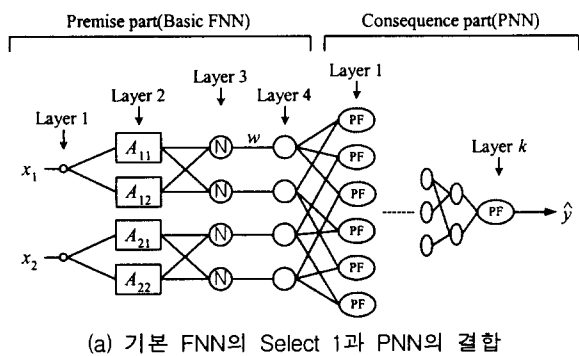 Premise part(Basic FNN) Consequence part(PNN)
Layer 1 Layer 2 Layer 3 Layer 4 Layer 1 Layer k
x₁ x₂
A₁₁
A₁₂
A₂₁
A₂₂
N
N
N
N
w
PF
PF
PF
PF
PF
PF
PF
ŷ
(a) 기본 FNN의 Select 1과 PNN의 결합